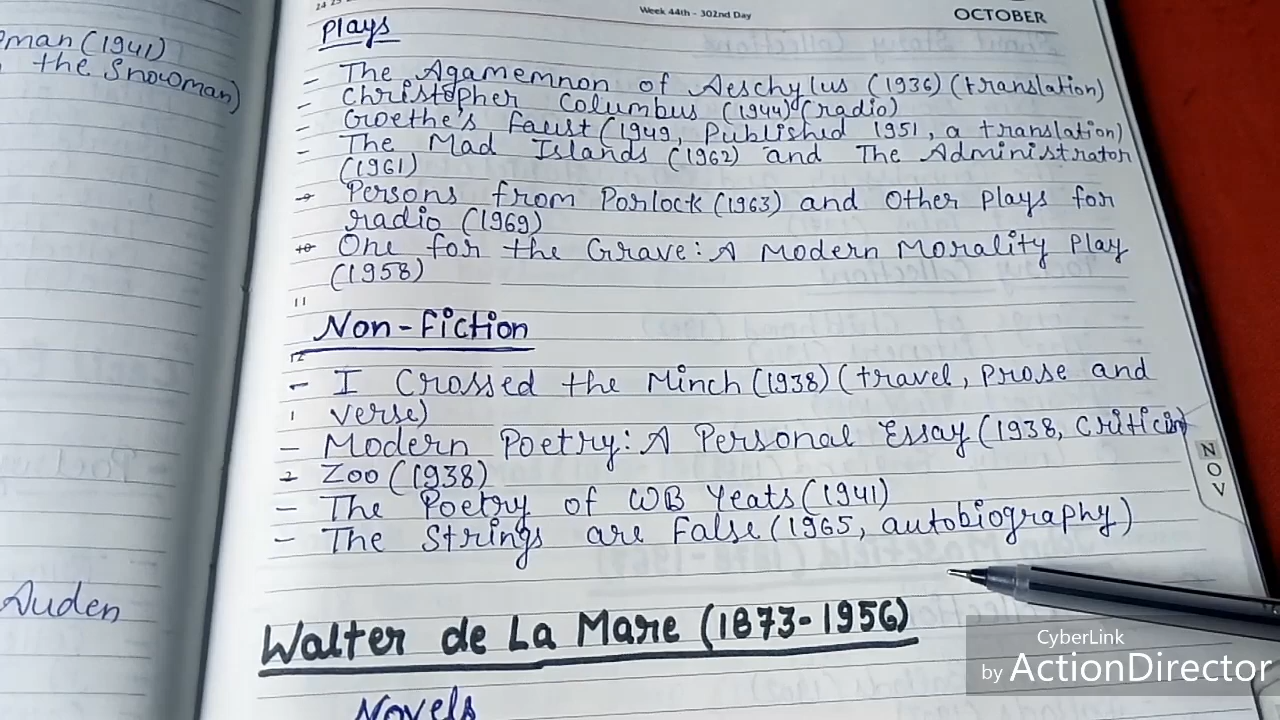 Week 44th - 302nd Day
OCTOBER
man (1941)
the Snowman)
Auden
Plays
- The Agamemnon of Aeschylus (1936) (translation)
- Christopher Columbus (1944) (radio)
- Goethe's Faust (1949, Published 1951, a translation)
- The Mad Islands (1962) and The Administrator
(1961)
- Persons from Porlock (1963) and Other Plays for
radio (1969)
- One for the Grave: A Modern Morality Play
(1958)
11
Non-Fiction
12
- I Crossed the Minch (1938) (travel, prose and
1 verse)
- Modern Poetry: A Personal Essay (1938, criticism)
- Zoo (1938)
- The Poetry of WB Yeats (1941)
- The Strings are False (1965, autobiography)
Walter de La Mare (1873-1956)
Novels
NOV
CyberLink
by ActionDirector